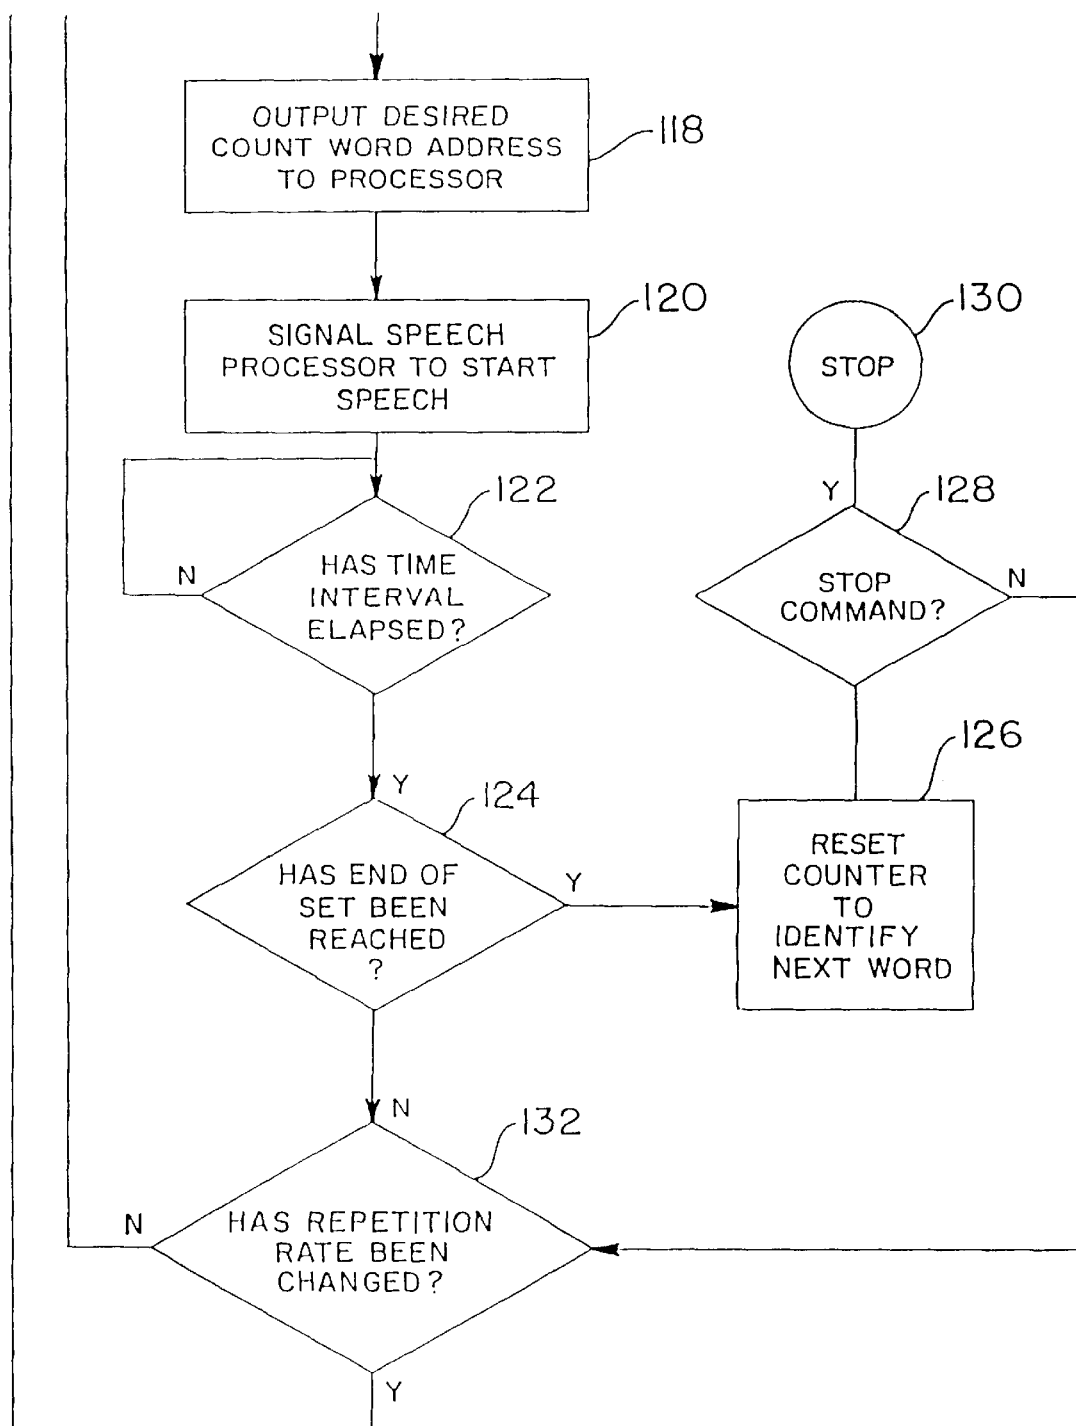 OUTPUT DESIRED
COUNT WORD ADDRESS
TO PROCESSOR
118
SIGNAL SPEECH
PROCESSOR TO START
SPEECH
120
HAS TIME
INTERVAL
ELAPSED?
122
N
Y
HAS END OF
SET BEEN
REACHED
?
124
Y
N
RESET
COUNTER
TO
IDENTIFY
NEXT WORD
126
STOP
COMMAND?
128
N
Y
STOP
130
HAS REPETITION
RATE BEEN
CHANGED?
132
N
Y